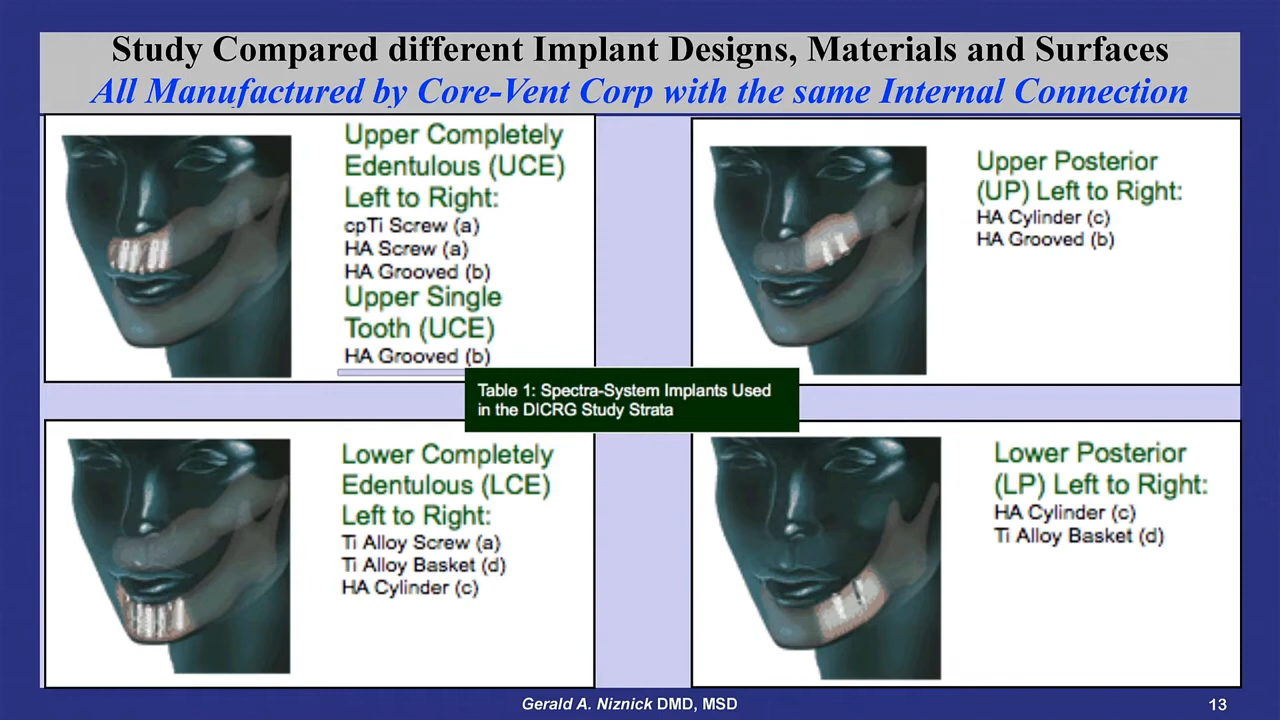 Study Compared different Implant Designs, Materials and Surfaces
All Manufactured by Core-Vent Corp with the same Internal Connection
Upper Completely
Edentulous (UCE)
Left to Right:
cpTi Screw (a)
HA Screw (a)
HA Grooved (b)
Upper Single
Tooth (UCE)
HA Grooved (b)
Upper Posterior
(UP) Left to Right:
HA Cylinder (c)
HA Grooved (b)
Table 1: Spectra-System Implants Used
in the DICRG Study Strata
Lower Completely
Edentulous (LCE)
Left to Right:
Ti Alloy Screw (a)
Ti Alloy Basket (d)
HA Cylinder (c)
Lower Posterior
(LP) Left to Right:
HA Cylinder (c)
Ti Alloy Basket (d)
Gerald A. Niznick DMD, MSD
13